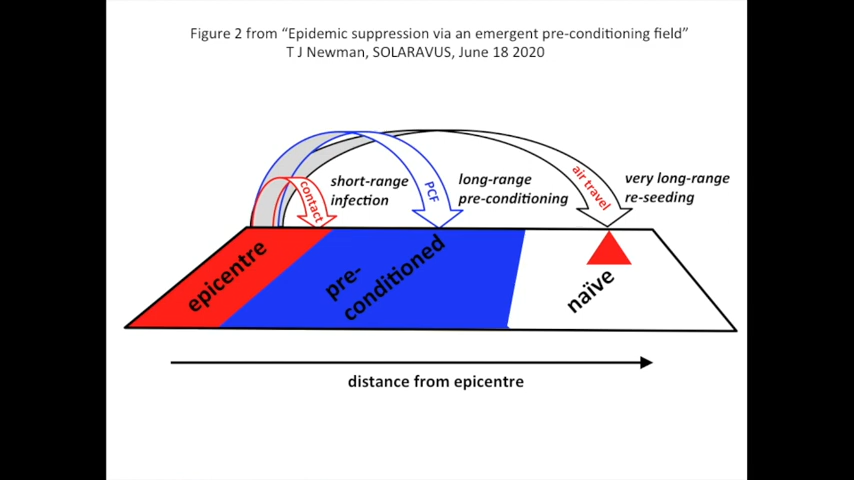 Figure 2 from “Epidemic suppression via an emergent pre-conditioning field”
T J Newman, SOLARAVUS, June 18 2020
contact
short-range
infection
PCF
long-range
pre-conditioning
air travel
very long-range
re-seeding
epicentre
pre-
conditioned
naïve
distance from epicentre